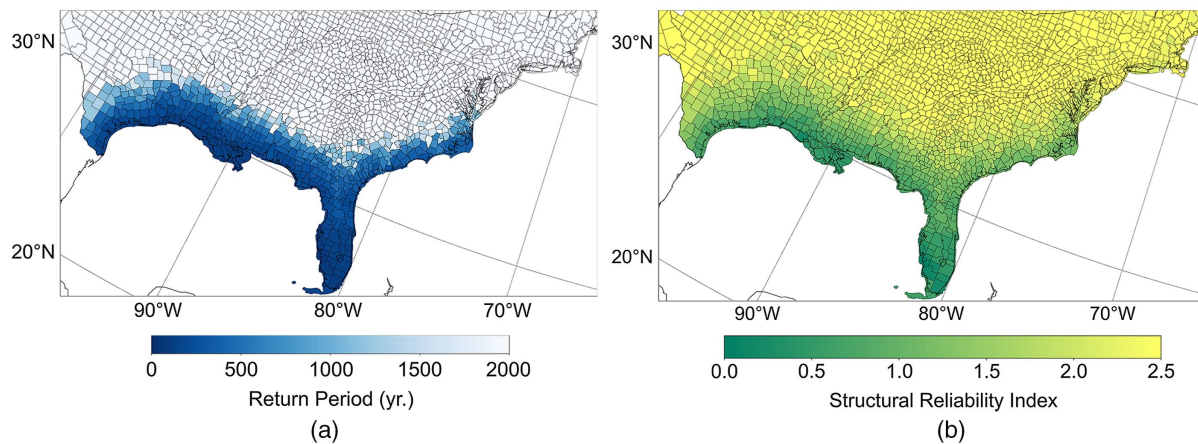 30°N
20°N
90°W
80°W
70°W
0
500
1000
1500
2000
Return Period (yr.)
(a)
30°N
20°N
90°W
80°W
70°W
0.0
0.5
1.0
1.5
2.0
2.5
Structural Reliability Index
(b)